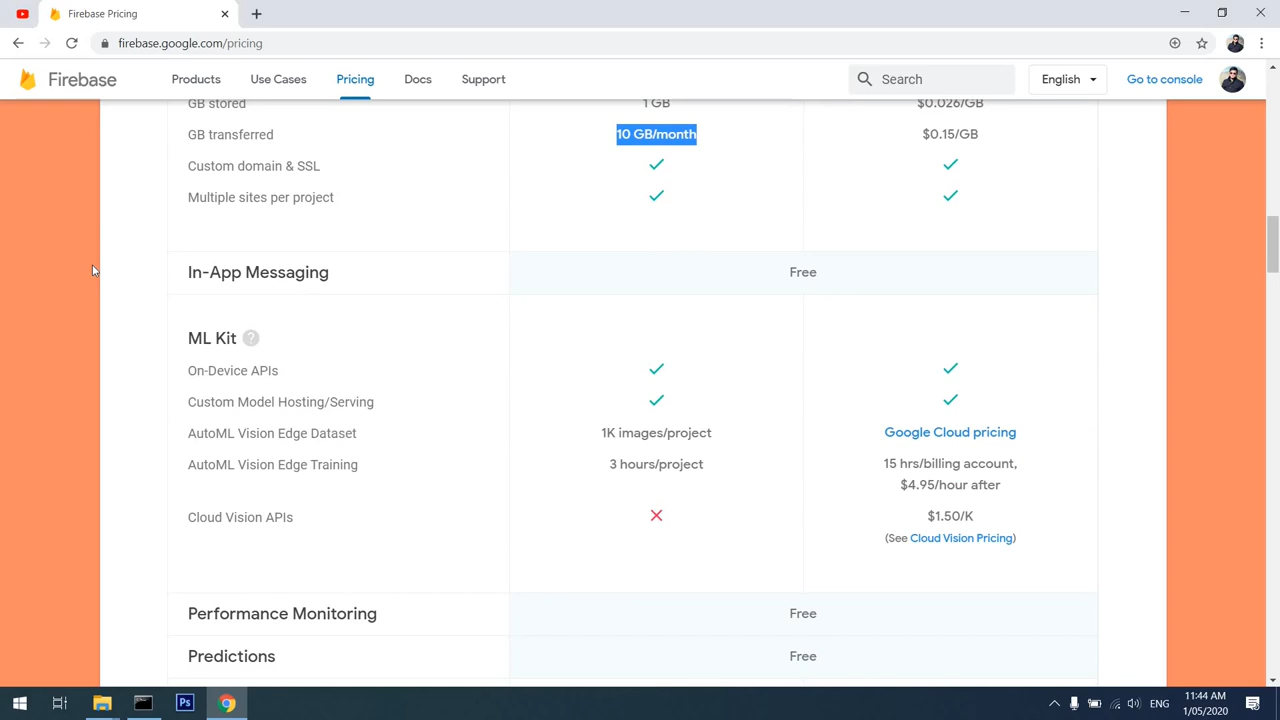 Firebase Pricing
firebase.google.com/pricing
Firebase
Products
Use Cases
Pricing
Docs
Support
Search
English
Go to console
GB stored 1 GB $0.026/GB
GB transferred 10 GB/month $0.15/GB
Custom domain & SSL
Multiple sites per project
In-App Messaging Free
ML Kit ?
On-Device APIs
Custom Model Hosting/Serving
AutoML Vision Edge Dataset 1K images/project Google Cloud pricing
AutoML Vision Edge Training 3 hours/project 15 hrs/billing account,
$4.95/hour after
Cloud Vision APIs $1.50/K
(See Cloud Vision Pricing)
Performance Monitoring Free
Predictions Free
Ps
ENG
11:44 AM
1/05/2020